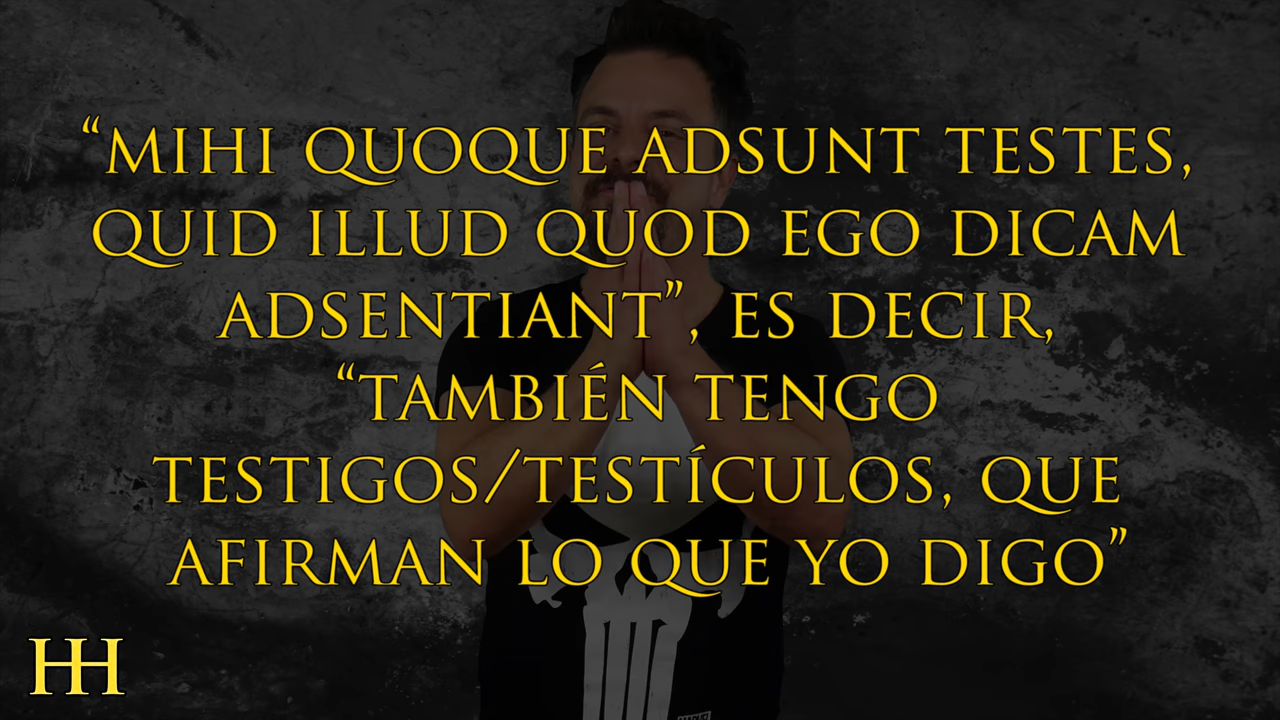 “MIHI QUOQUE ADSUNT TESTES,
QUID ILLUD QUOD EGO DICAM
ADSENTIANT”, ES DECIR,
“TAMBIÉN TENGO
TESTIGOS/TESTÍCULOS, QUE
AFIRMAN LO QUE YO DIGO”
HH